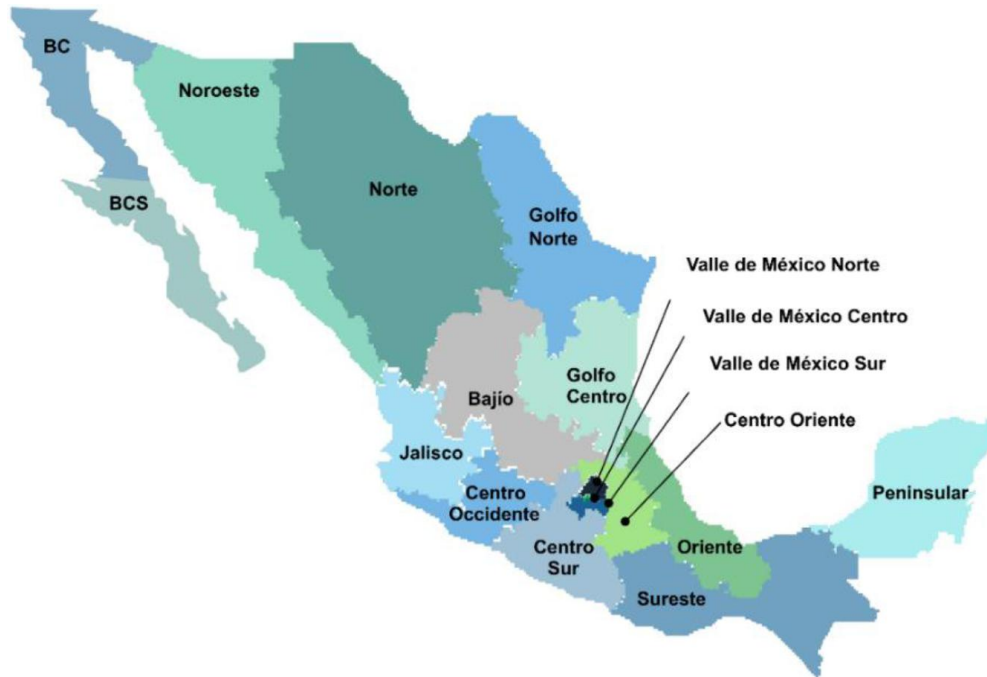 BC
Noroeste
Norte
BCS
Golfo
Norte
Valle de México Norte
Valle de México Centro
Valle de México Sur
Golfo
Centro
Bajío
Centro Oriente
Jalisco
Centro
Occidente
Peninsular
Centro
Sur
Oriente
Sureste